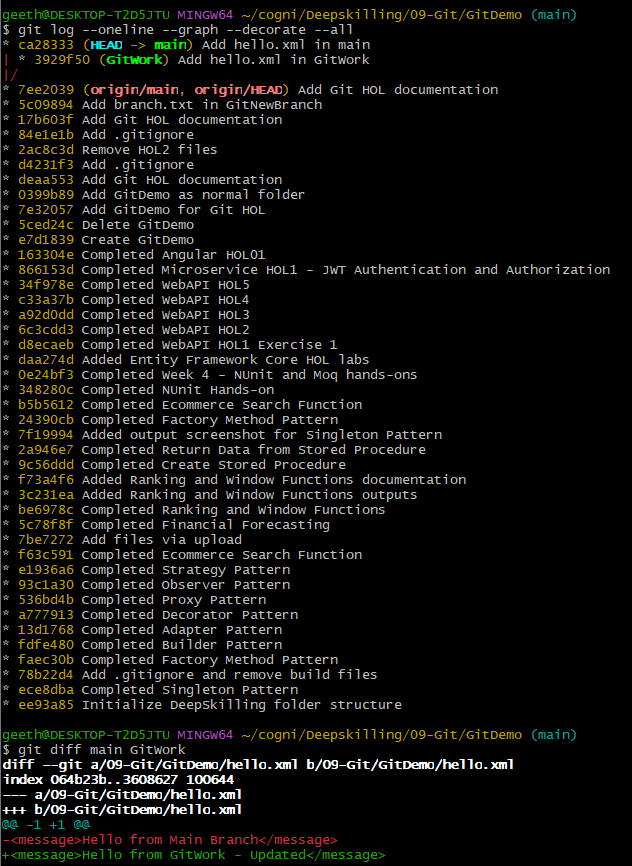 geeth@DESKTOP-T2D5JTU MINGW64 ~/cogni/Deepskilling/09-Git/GitDemo (main)
$ git log --oneline --graph --decorate --all
* ca28333 (HEAD -> main) Add hello.xml in main
| * 3929f50 (GitWork) Add hello.xml in GitWork
|/
* 7ee2039 (origin/main, origin/HEAD) Add Git HOL documentation
* 5c09894 Add branch.txt in GitNewBranch
* 17b603f Add Git HOL documentation
* 84e1e1b Add .gitignore
* 2ac8c3d Remove HOL2 files
* d4231f3 Add .gitignore
* deaa553 Add Git HOL documentation
* 0399b89 Add GitDemo as normal folder
* 7e32057 Add GitDemo for Git HOL
* 5ced24c Delete GitDemo
* e7d1839 Create GitDemo
* 163304e Completed Angular HOL01
* 866153d Completed Microservice HOL1 - JWT Authentication and Authorization
* 34f978e Completed WebAPI HOL5
* c33a37b Completed WebAPI HOL4
* a92d0dd Completed WebAPI HOL3
* 6c3cdd3 Completed WebAPI HOL2
* d8ecaeb Completed WebAPI HOL1 Exercise 1
* daa274d Added Entity Framework Core HOL labs
* 0e24bf3 Completed Week 4 - NUnit and Moq hands-ons
* 348280c Completed NUnit Hands-on
* b5b5612 Completed Ecommerce Search Function
* 24390cb Completed Factory Method Pattern
* 7f19994 Added output screenshot for Singleton Pattern
* 2a946e7 Completed Return Data from Stored Procedure
* 9c56ddd Completed Create Stored Procedure
* f73a4f6 Added Ranking and Window Functions documentation
* 3c231ea Added Ranking and Window Functions outputs
* be6978c Completed Ranking and Window Functions
* 5c78f8f Completed Financial Forecasting
* 7be7272 Add files via upload
* f63c591 Completed Ecommerce Search Function
* e1936a6 Completed Strategy Pattern
* 93c1a30 Completed Observer Pattern
* 536bd4b Completed Proxy Pattern
* a777913 Completed Decorator Pattern
* 13d1768 Completed Adapter Pattern
* fdfe480 Completed Builder Pattern
* faec30b Completed Factory Method Pattern
* 78b22d4 Add .gitignore and remove build files
* ece8dba Completed Singleton Pattern
* ee93a85 Initialize DeepSkilling folder structure
geeth@DESKTOP-T2D5JTU MINGW64 ~/cogni/Deepskilling/09-Git/GitDemo (main)
$ git diff main GitWork
diff --git a/09-Git/GitDemo/hello.xml b/09-Git/GitDemo/hello.xml
index 064b23b..3608627 100644
--- a/09-Git/GitDemo/hello.xml
+++ b/09-Git/GitDemo/hello.xml
@@ -1 +1 @@
-<message>Hello from Main Branch</message>
+<message>Hello from GitWork - Updated</message>